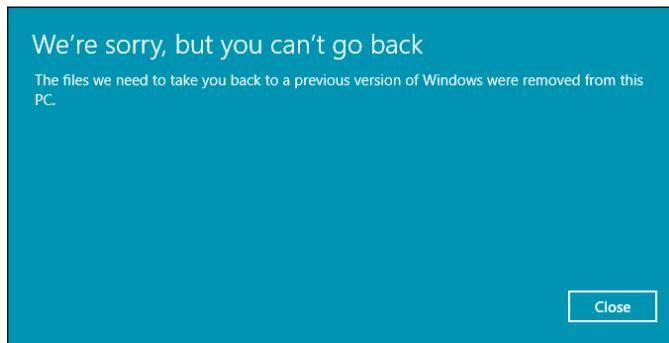 We're sorry, but you can't go back
The files we need to take you back to a previous version of Windows were removed from this
PC.
Close